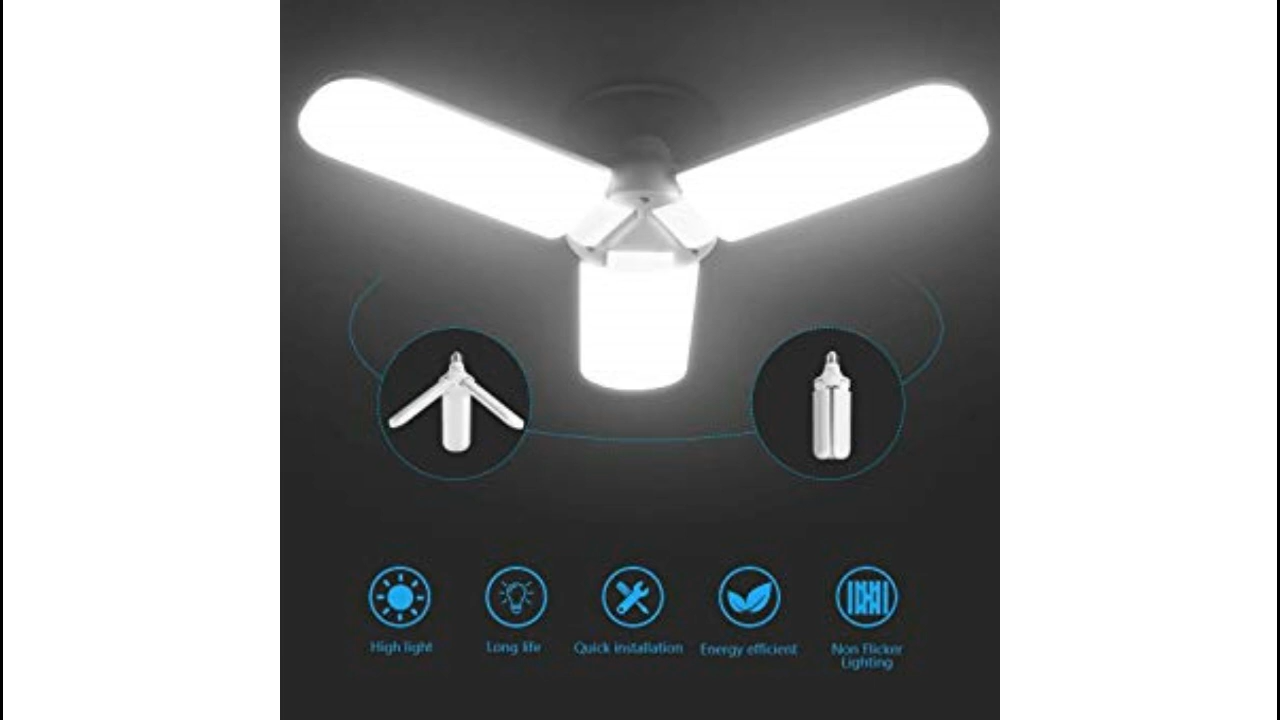 High light
Long life
Quick installation
Energy efficient
Non Flicker
Lighting